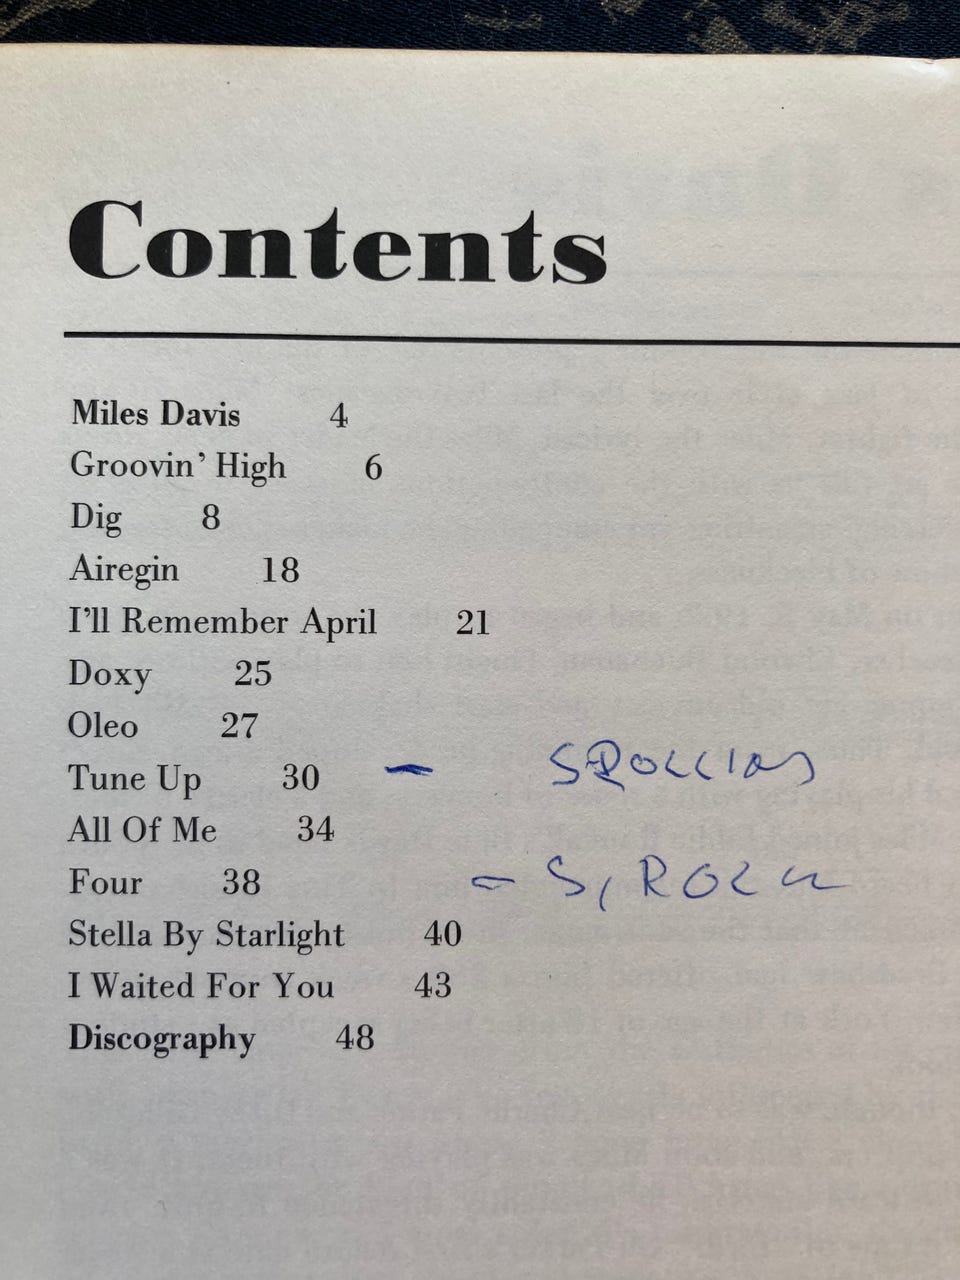 Contents
Miles Davis 4
Groovin' High 6
Dig 8
Airegin 18
I'll Remember April 21
Doxy 25
Oleo 27
Tune Up 30 –
All Of Me 34
Four 38 – S,
Stella By Starlight 40
I Waited For You 43
Discography 48